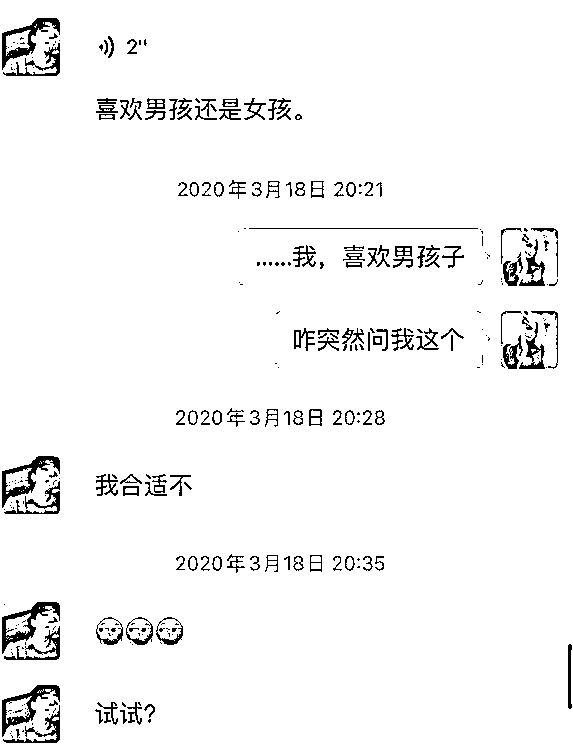 2"
喜欢男孩还是女孩。
2020年3月18日 20:21
......我，喜欢男孩子
咋突然问我这个
2020年3月18日 20:28
我合适不
2020年3月18日 20:35
试试?